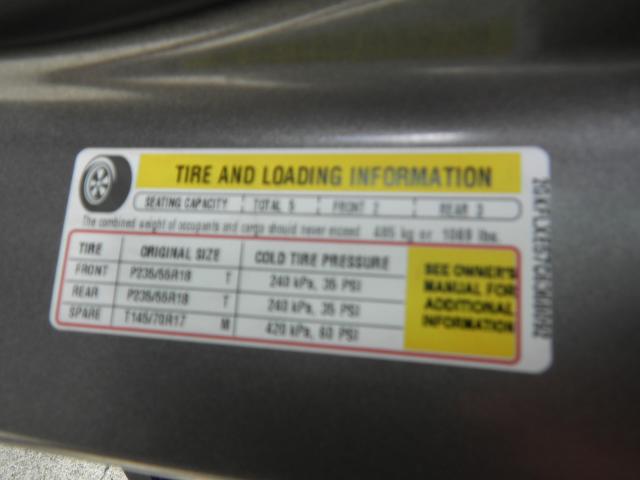 TIRE AND LOADING INFORMATION
SEATING CAPACITY TOTAL 5 FRONT 2 REAR 3
The combined weight of occupants and cargo should never exceed 485 kg or 1069 lbs.
TIRE ORIGINAL SIZE COLD TIRE PRESSURE
FRONT P235/55R18 T 240 kPa, 35 PSI
REAR P235/55R18 T 240 kPa, 35 PSI
SPARE T145/70R17 M 420 kPa, 60 PSI
SEE OWNER'S
MANUAL FOR
ADDITIONAL
INFORMATION